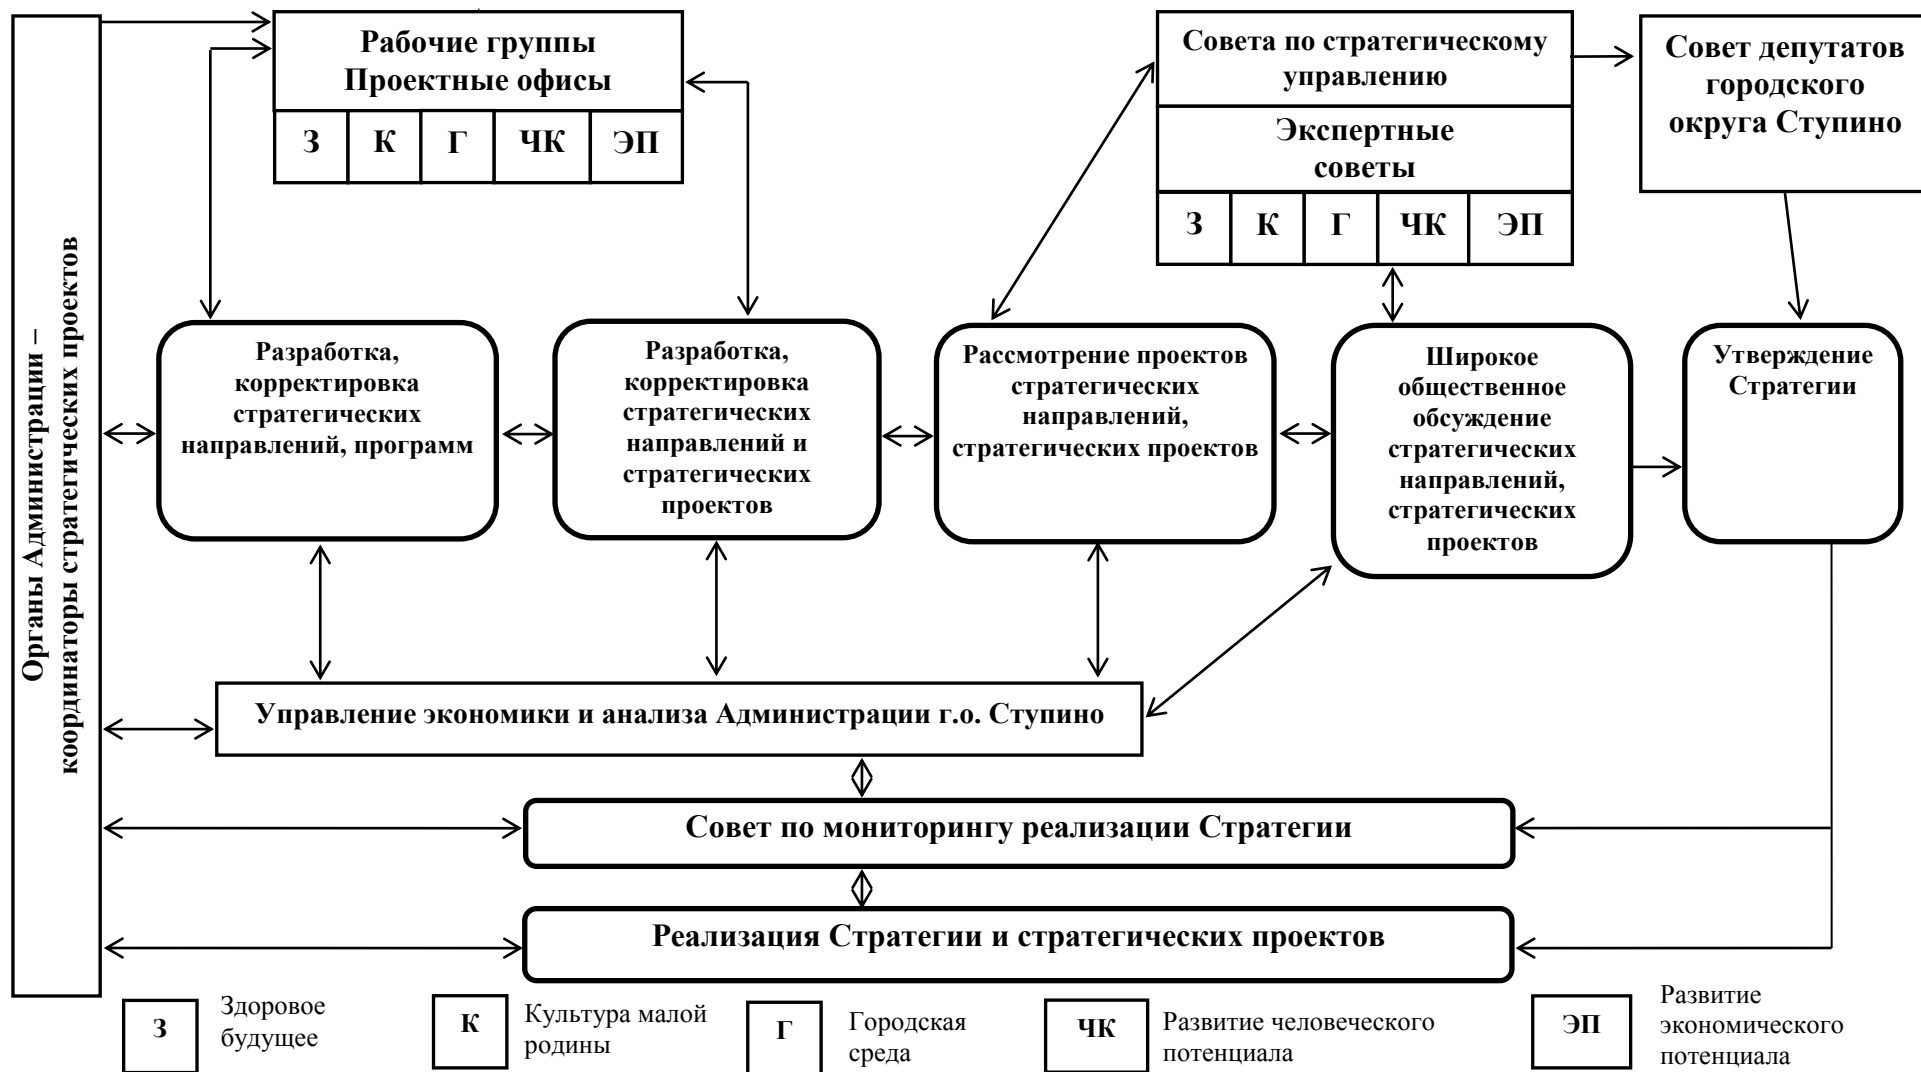 Органы Администрации –
координаторы стратегических проектов
Рабочие группы
Проектные офисы
З
К
Г
ЧК
ЭП
Совета по стратегическому
управлению
Экспертные
советы
З
К
Г
ЧК
ЭП
Совет депутатов
городского
округа Ступино
Разработка,
корректировка
стратегических
направлений, программ
Разработка,
корректировка
стратегических
направлений и
стратегических
проектов
Рассмотрение проектов
стратегических
направлений,
стратегических проектов
Широкое
общественное
обсуждение
стратегических
направлений,
стратегических
проектов
Утверждение
Стратегии
Управление экономики и анализа Администрации г.о. Ступино
Совет по мониторингу реализации Стратегии
Реализация Стратегии и стратегических проектов
З
Здоровое
будущее
К
Культура малой
родины
Г
Городская
среда
ЧК
Развитие человеческого
потенциала
ЭП
Развитие
экономического
потенциала